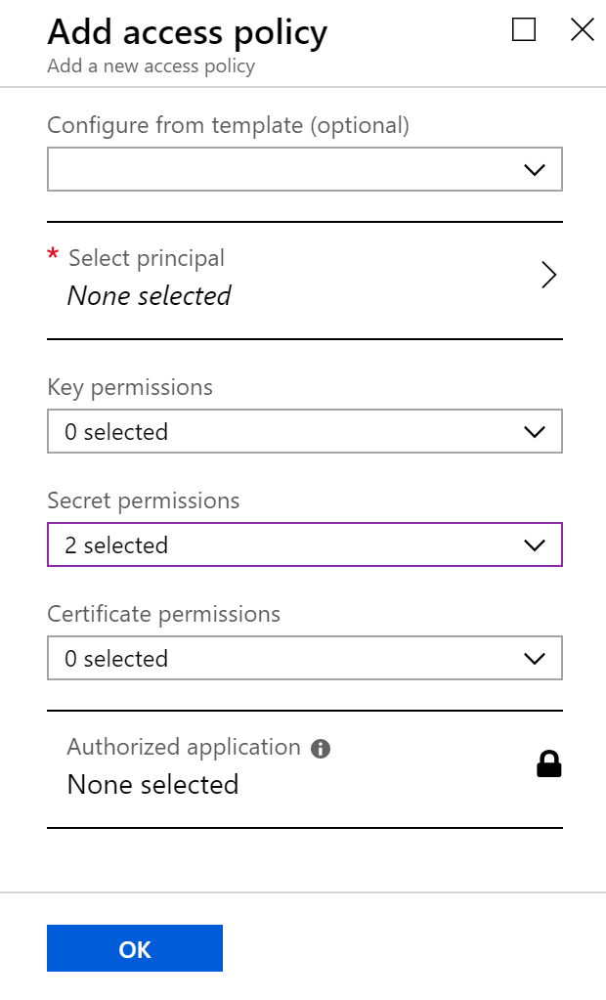 Add access policy
Add a new access policy
Configure from template (optional)
* Select principal
None selected
Key permissions
0 selected
Secret permissions
2 selected
Certificate permissions
0 selected
Authorized application
None selected
OK